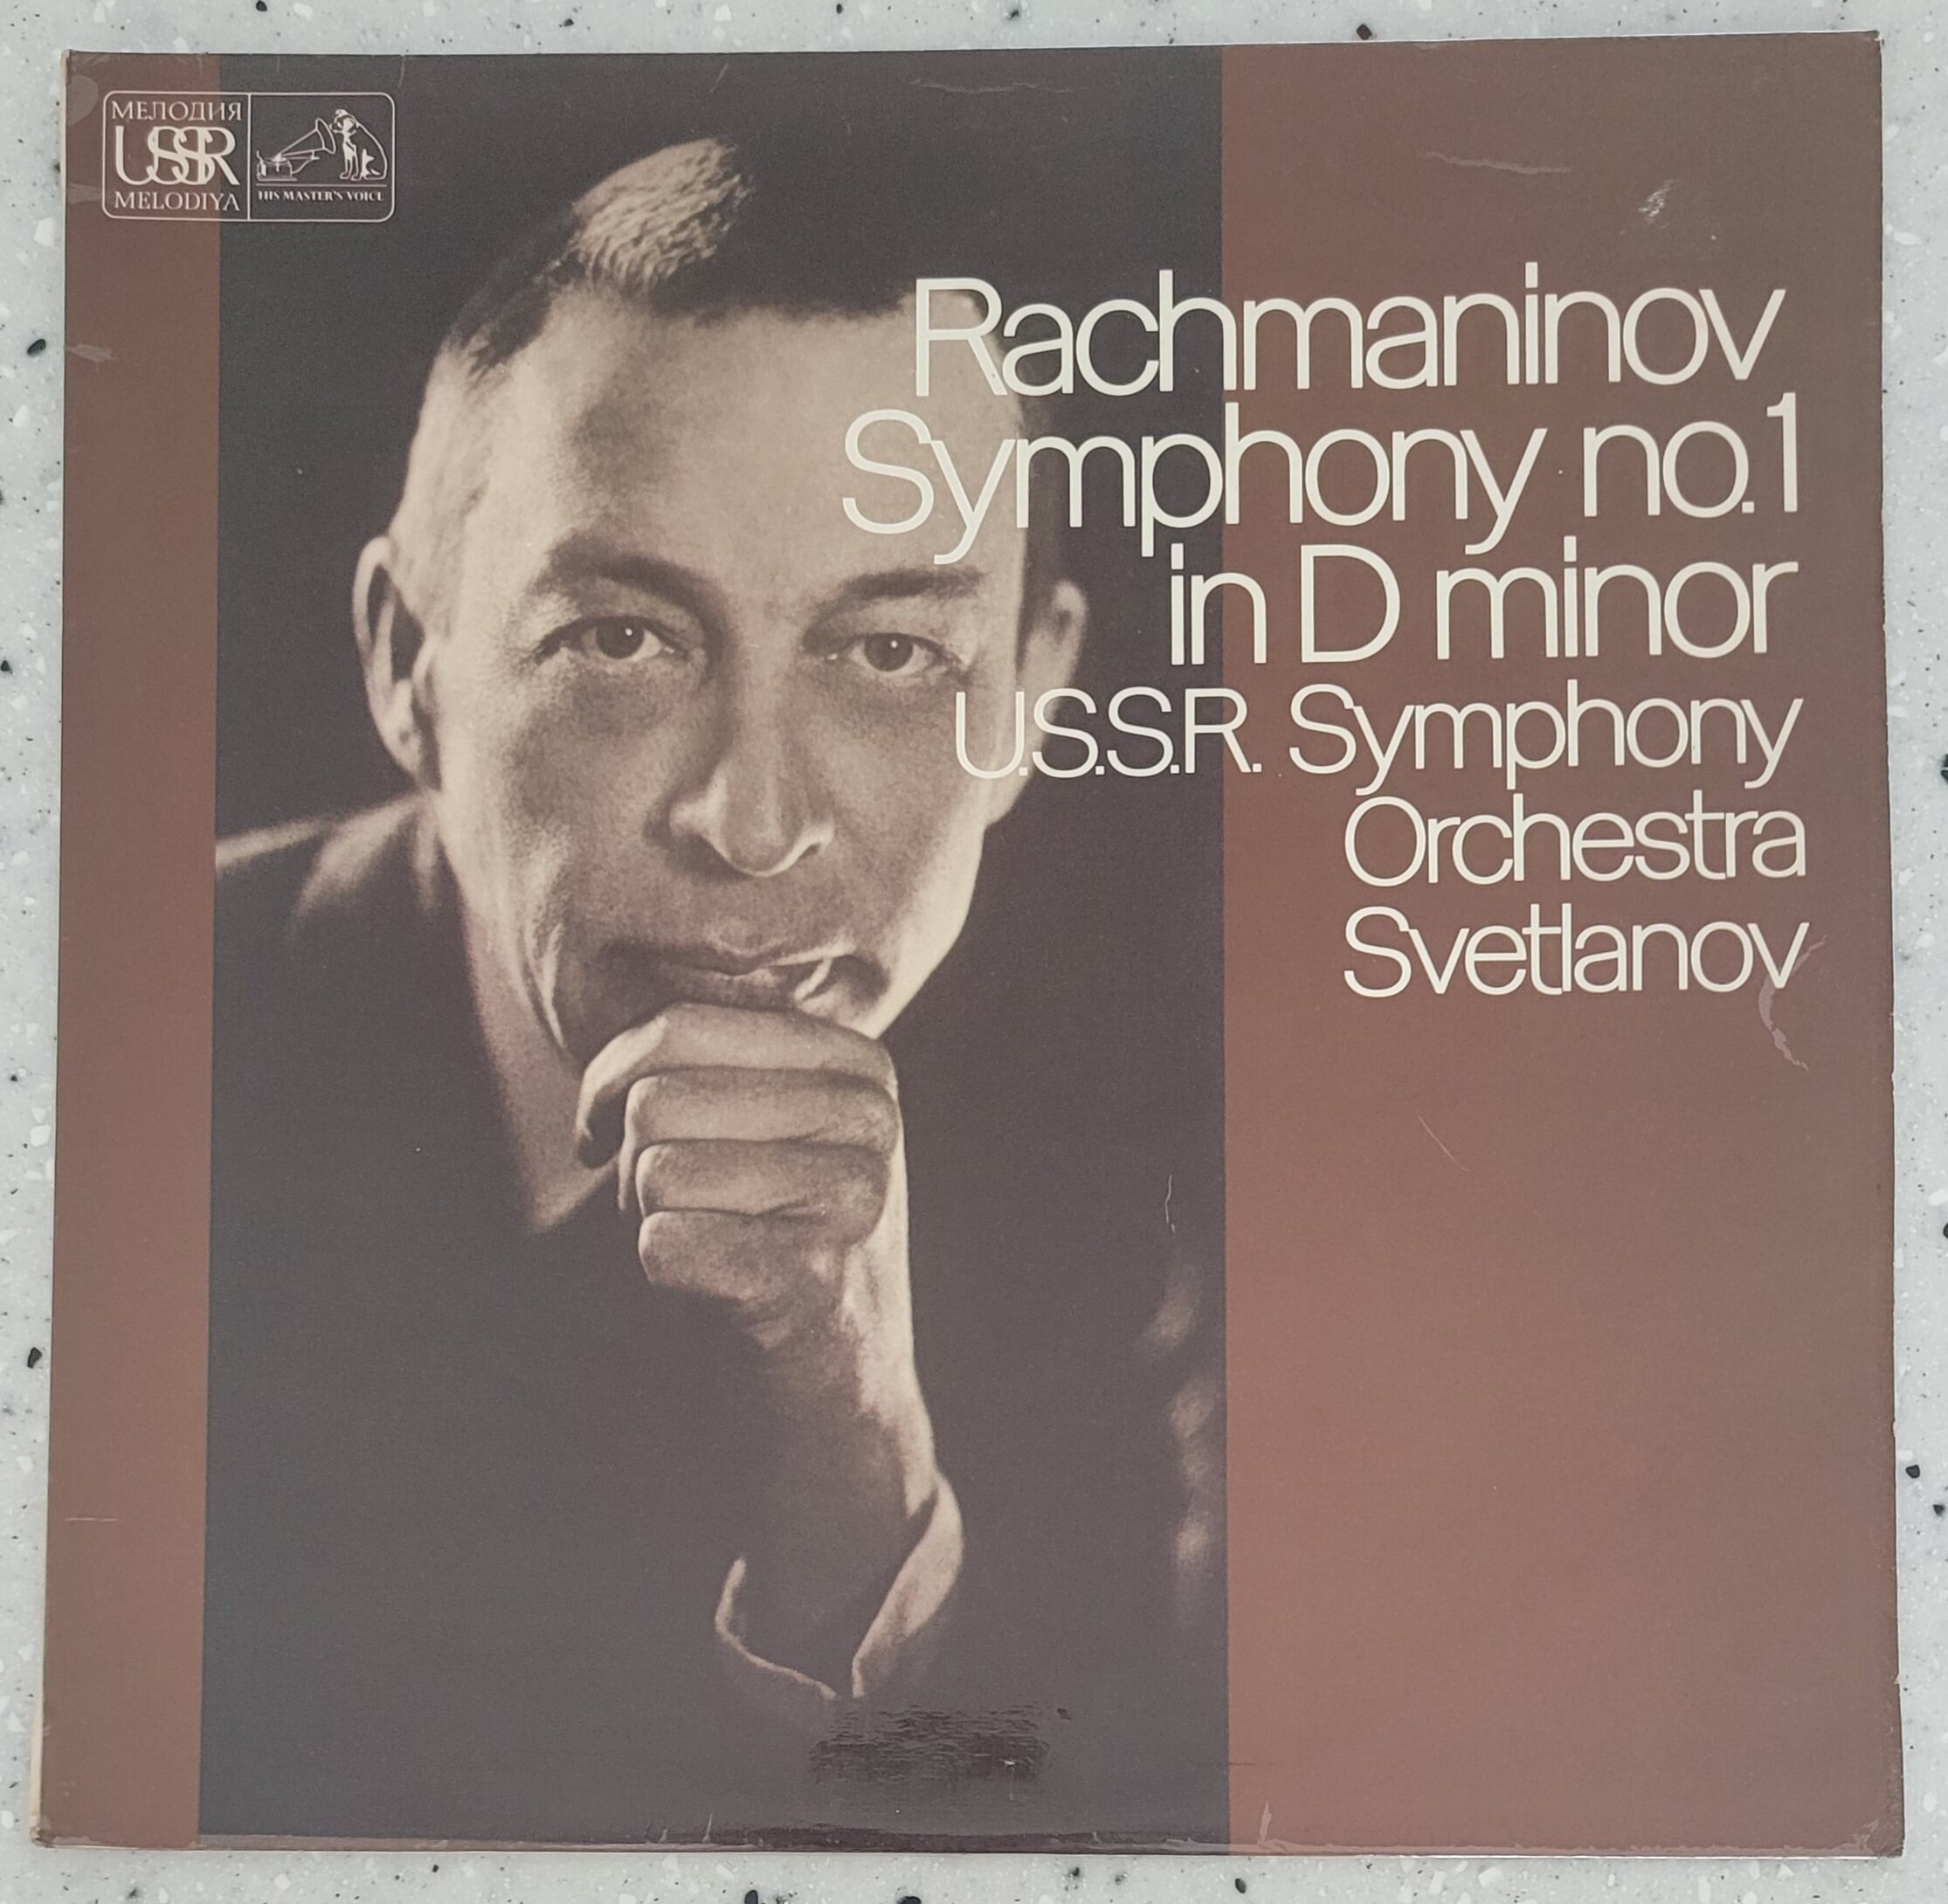 МЕЛОДИЯ
USSR
MELODIYA
HIS MASTER'S VOICE
Rachmaninov
Symphony no.1
in D minor
U.S.S.R. Symphony
Orchestra
Svetlanov